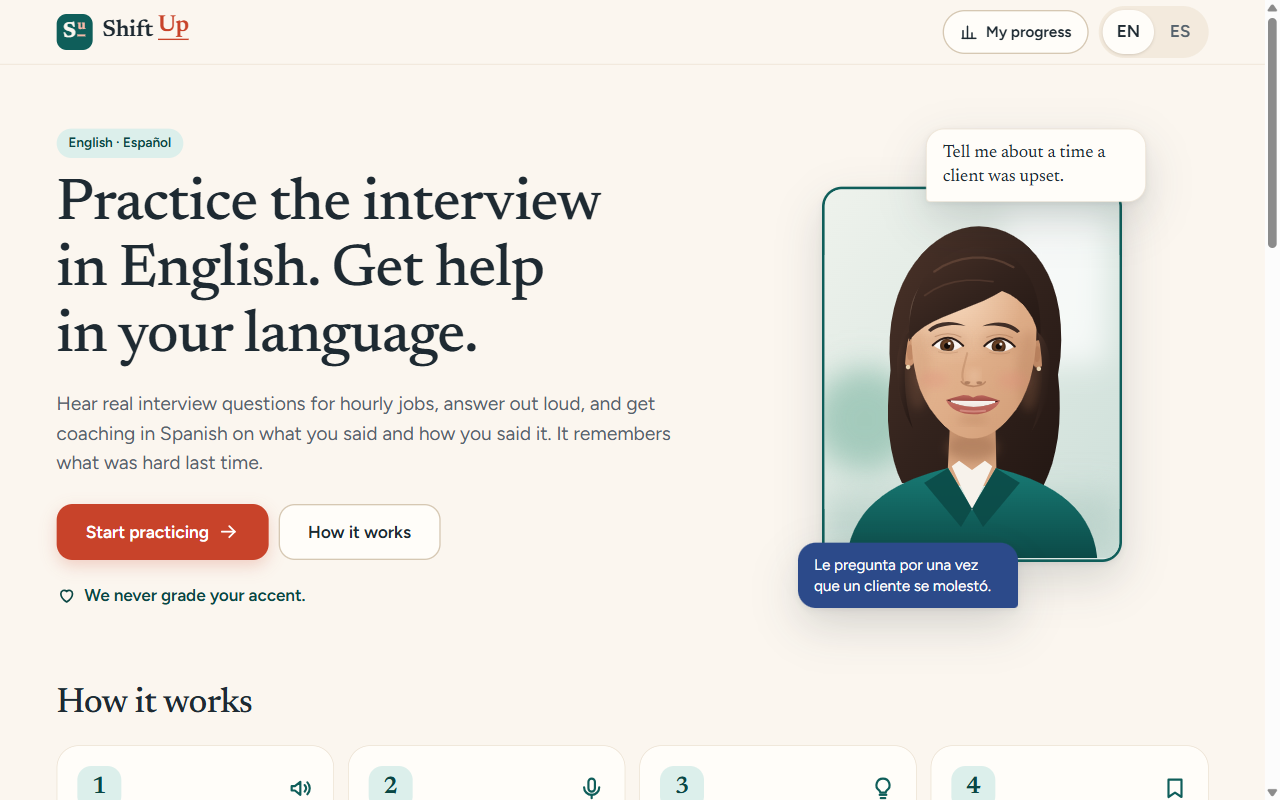 Su Shift Up
My progress
EN ES
English · Español
Practice the interview
in English. Get help
in your language.
Hear real interview questions for hourly jobs, answer out loud, and get
coaching in Spanish on what you said and how you said it. It remembers
what was hard last time.
Start practicing
How it works
We never grade your accent.
Tell me about a time a
client was upset.
Le pregunta por una vez
que un cliente se molestó.
How it works
1
2
3
4